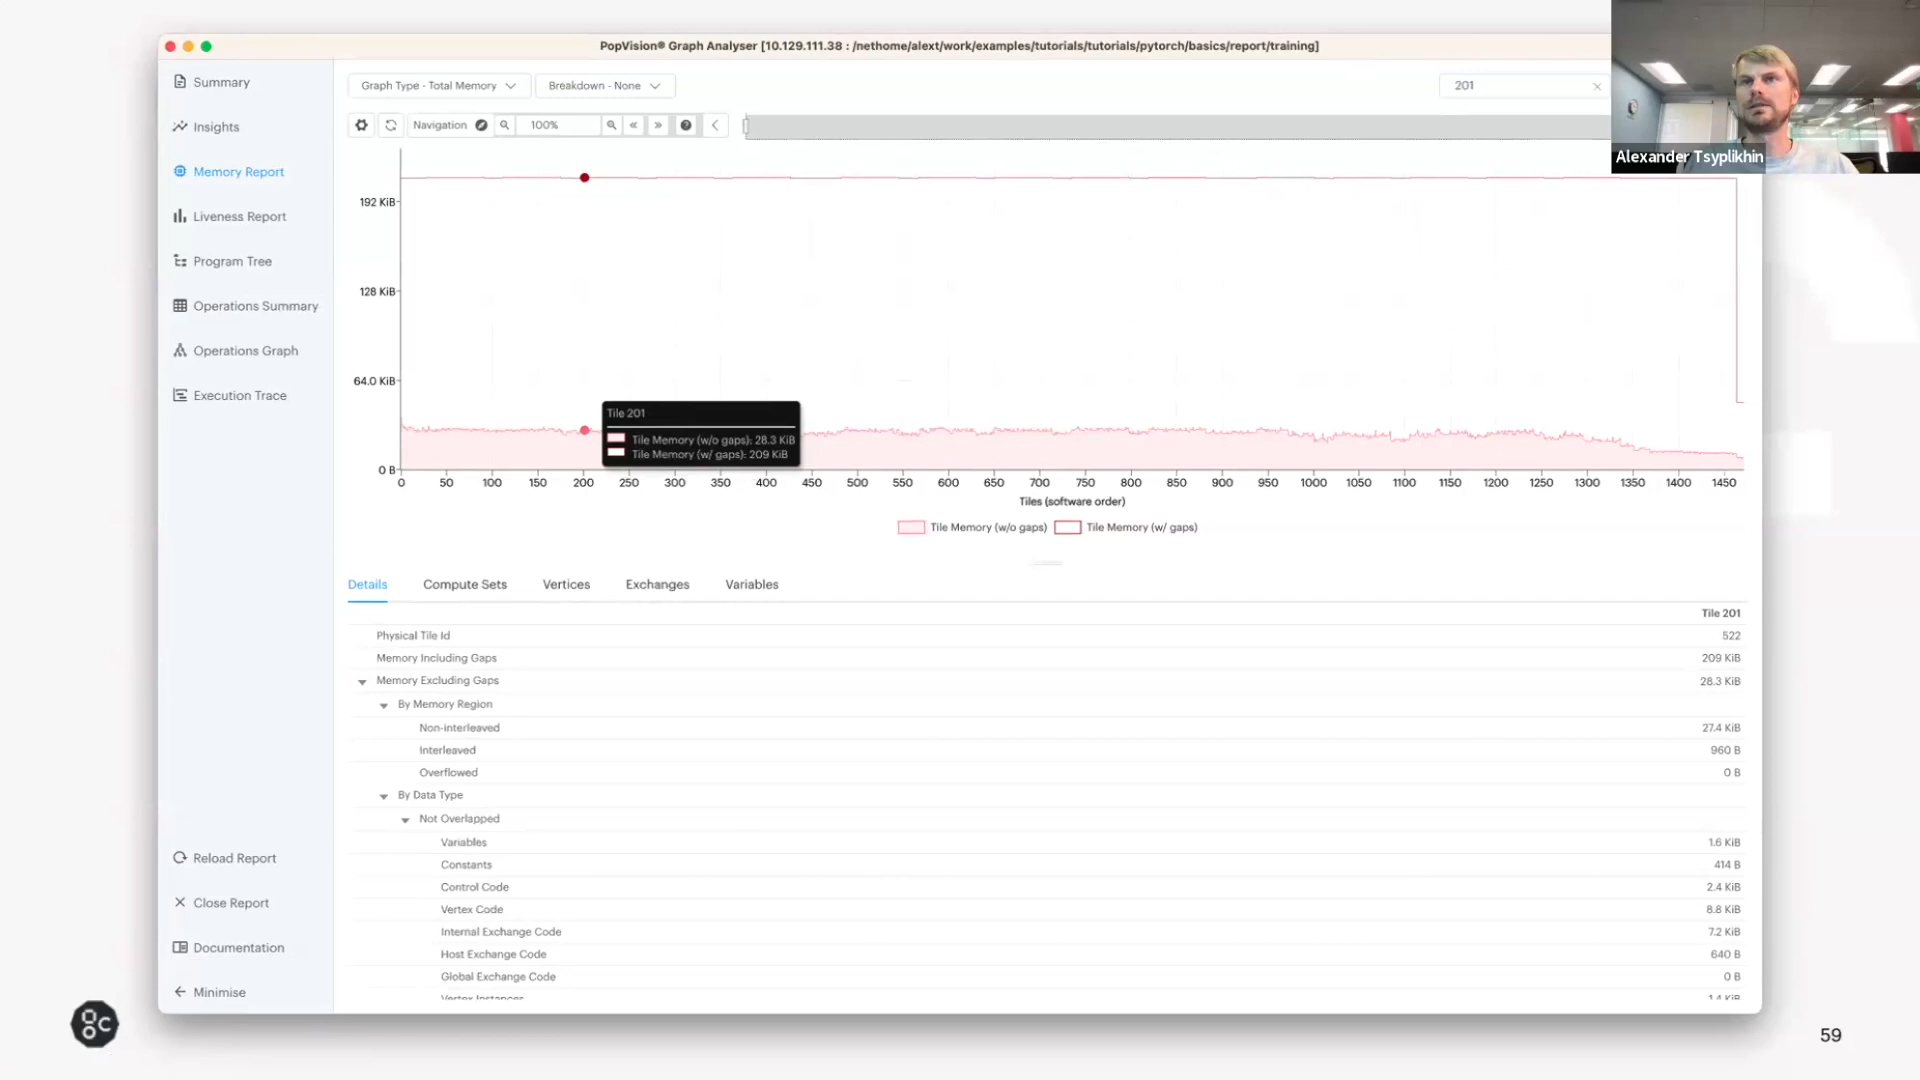 PopVision® Graph Analyser [10.129.111.38 : /nethome/alext/work/examples/tutorials/tutorials/pytorch/basics/report/training]
Alexander Tsyplikhin
Summary
Insights
Memory Report
Liveness Report
Program Tree
Operations Summary
Operations Graph
Execution Trace
Reload Report
Close Report
Documentation
Minimise
Graph Type - Total Memory
Breakdown - None
201
Navigation
100%
192 KiB
128 KiB
64.0 KiB
0 B
Tile 201
Tile Memory (w/o gaps): 28.3 KiB
Tile Memory (w/ gaps): 209 KiB
0 50 100 150 200 250 300 350 400 450 500 550 600 650 700 750 800 850 900 950 1000 1050 1100 1150 1200 1250 1300 1350 1400 1450
Tiles (software order)
Tile Memory (w/o gaps) Tile Memory (w/ gaps)
Details Compute Sets Vertices Exchanges Variables
Tile 201
Physical Tile Id 522
Memory Including Gaps 209 KiB
Memory Excluding Gaps 28.3 KiB
By Memory Region
Non-interleaved 27.4 KiB
Interleaved 960 B
Overflowed 0 B
By Data Type
Not Overlapped
Variables 1.6 KiB
Constants 414 B
Control Code 2.4 KiB
Vertex Code 8.8 KiB
Internal Exchange Code 7.2 KiB
Host Exchange Code 640 B
Global Exchange Code 0 B
Vertex Instances 1.4 KiB
gc
59